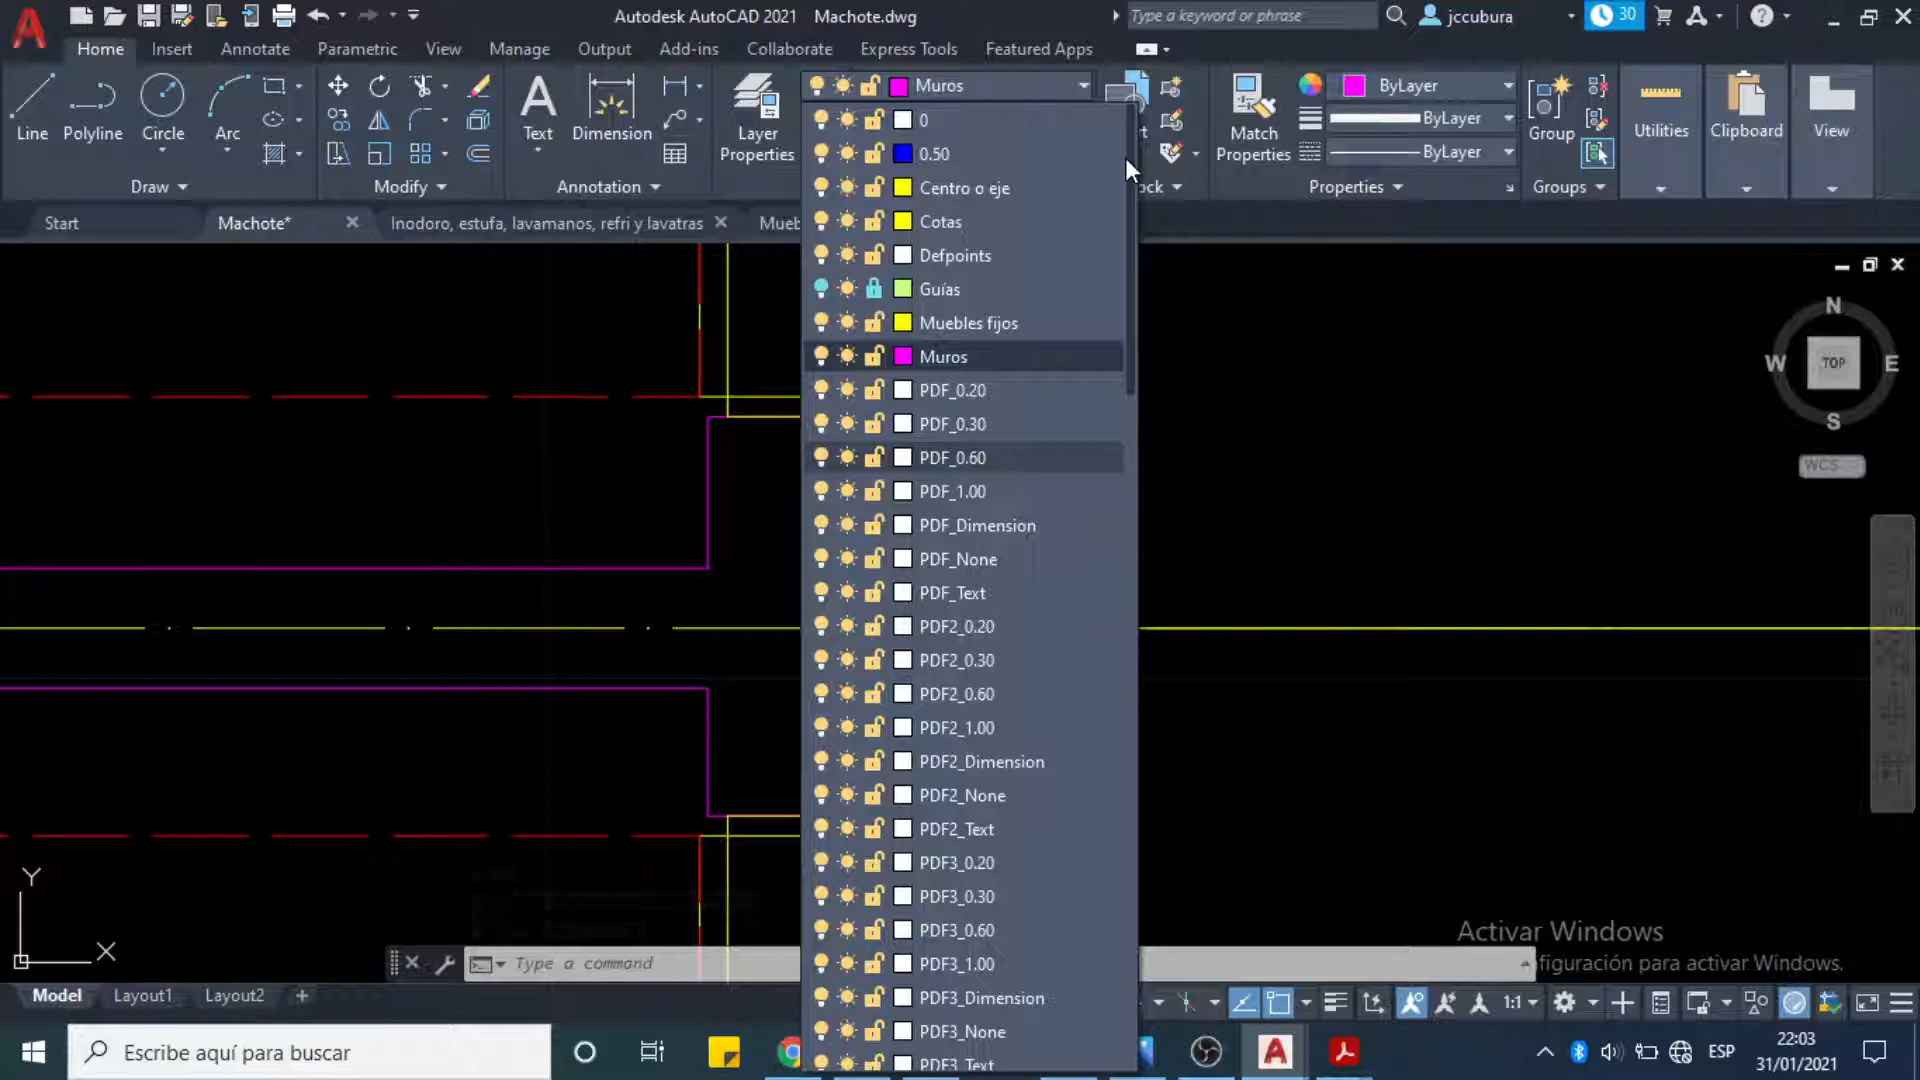 Autodesk AutoCAD 2021 Machote.dwg
Type a keyword or phrase
jccubura
30
Home Insert Annotate Parametric View Manage Output Add-ins Collaborate Express Tools Featured Apps
Line Polyline Circle Arc
Text Dimension
Layer Properties
Muros
Match Properties
ByLayer
ByLayer
ByLayer
Group
Utilities Clipboard View
Draw Modify Annotation ock Properties Groups
Start Machote* Inodoro, estufa, lavamanos, refri y lavatras Mueb
0
0.50
Centro o eje
Cotas
Defpoints
Guías
Muebles fijos
Muros
PDF_0.20
PDF_0.30
PDF_0.60
PDF_1.00
PDF_Dimension
PDF_None
PDF_Text
PDF2_0.20
PDF2_0.30
PDF2_0.60
PDF2_1.00
PDF2_Dimension
PDF2_None
PDF2_Text
PDF3_0.20
PDF3_0.30
PDF3_0.60
PDF3_1.00
PDF3_Dimension
PDF3_None
PDF3_Text
N
W TOP E
S
WCS
Y
X
Type a command
Activar Windows
figuración para activar Windows.
Model Layout1 Layout2 +
1:1
Escribe aquí para buscar
ESP
22:03
31/01/2021